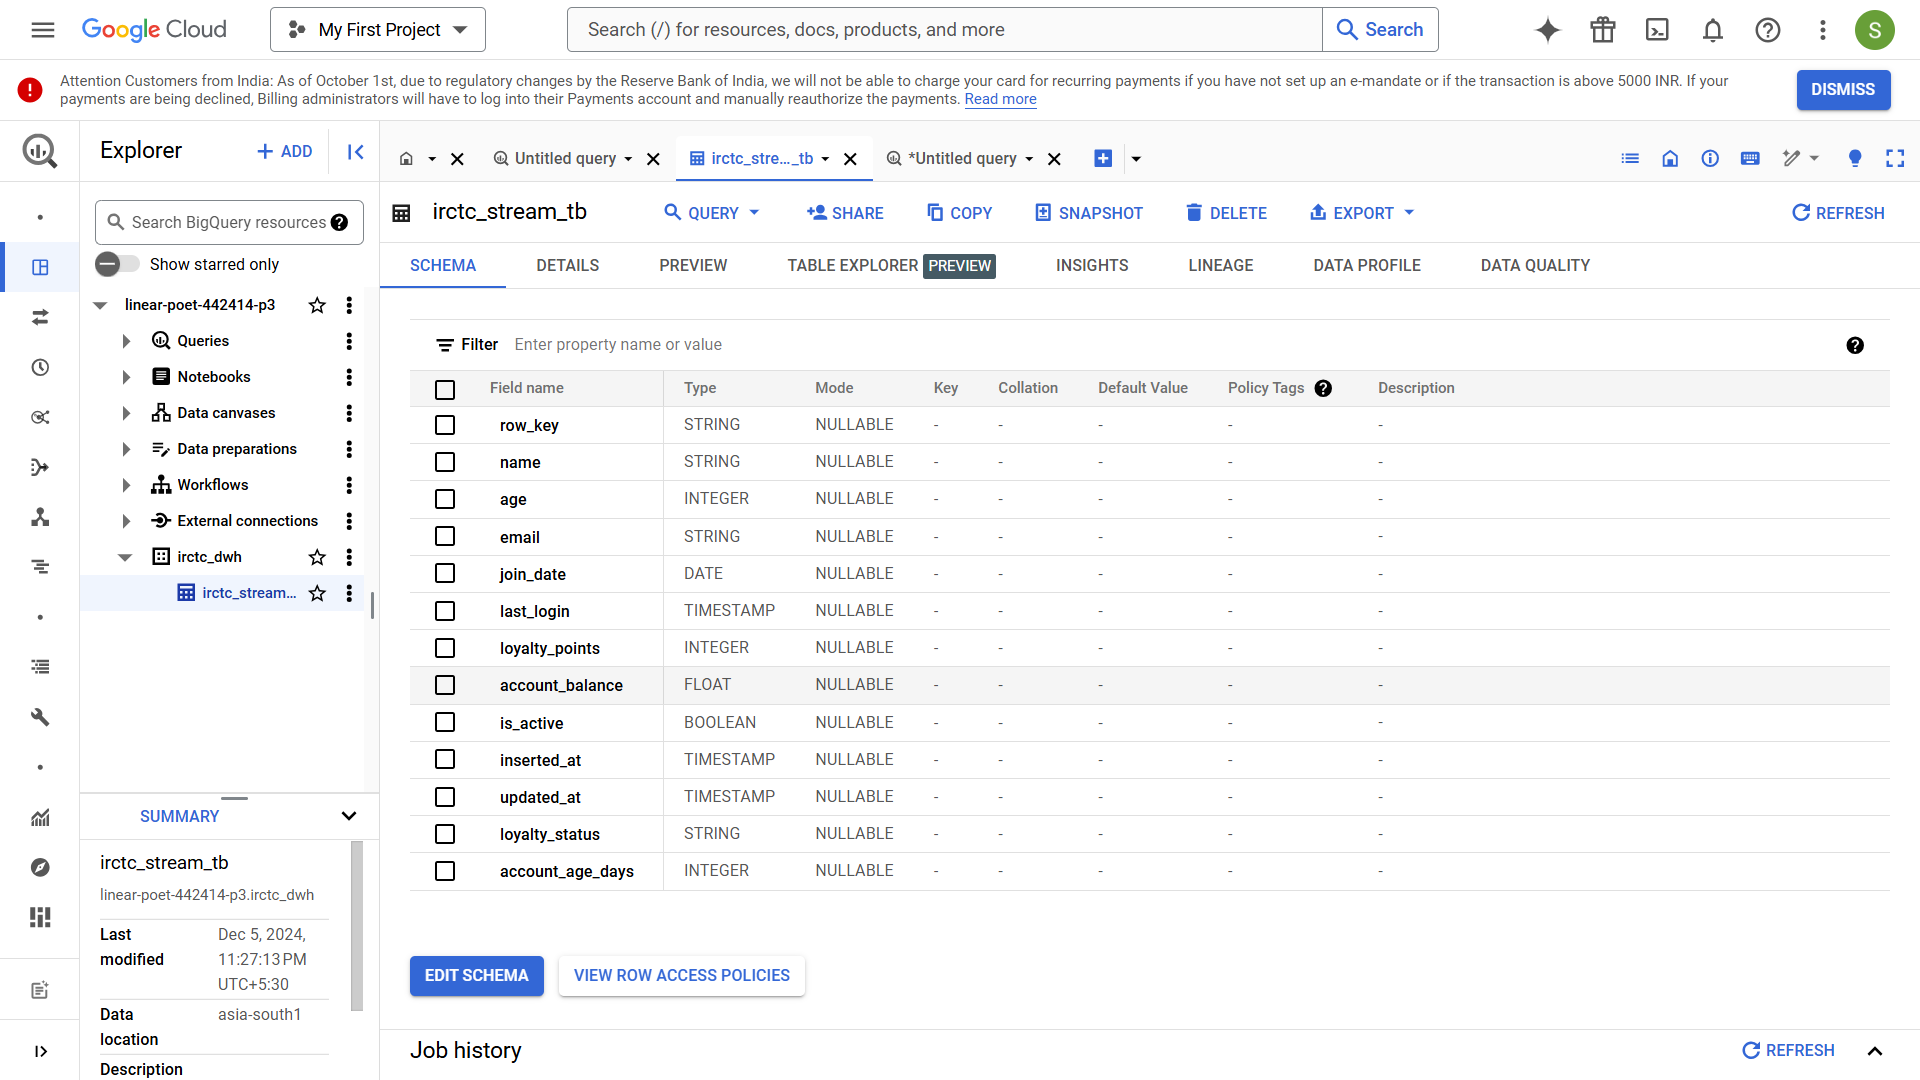 Google Cloud
My First Project
Search (/) for resources, docs, products, and more
Search
S
Attention Customers from India: As of October 1st, due to regulatory changes by the Reserve Bank of India, we will not be able to charge your card for recurring payments if you have not set up an e-mandate or if the transaction is above 5000 INR. If your
payments are being declined, Billing administrators will have to log into their Payments account and manually reauthorize the payments. Read more
DISMISS
Explorer
+ ADD
Search BigQuery resources
Show starred only
linear-poet-442414-p3
Queries
Notebooks
Data canvases
Data preparations
Workflows
External connections
irctc_dwh
irctc_stream...
SUMMARY
irctc_stream_tb
linear-poet-442414-p3.irctc_dwh
Last modified Dec 5, 2024, 11:27:13 PM UTC+5:30
Data location asia-south1
Description
Untitled query
irctc_stre..._tb
*Untitled query
irctc_stream_tb
QUERY SHARE COPY SNAPSHOT DELETE EXPORT REFRESH
SCHEMA DETAILS PREVIEW TABLE EXPLORER PREVIEW INSIGHTS LINEAGE DATA PROFILE DATA QUALITY
Filter Enter property name or value
Field name Type Mode Key Collation Default Value Policy Tags Description
row_key STRING NULLABLE - - - - -
name STRING NULLABLE - - - - -
age INTEGER NULLABLE - - - - -
email STRING NULLABLE - - - - -
join_date DATE NULLABLE - - - - -
last_login TIMESTAMP NULLABLE - - - - -
loyalty_points INTEGER NULLABLE - - - - -
account_balance FLOAT NULLABLE - - - - -
is_active BOOLEAN NULLABLE - - - - -
inserted_at TIMESTAMP NULLABLE - - - - -
updated_at TIMESTAMP NULLABLE - - - - -
loyalty_status STRING NULLABLE - - - - -
account_age_days INTEGER NULLABLE - - - - -
EDIT SCHEMA VIEW ROW ACCESS POLICIES
Job history REFRESH